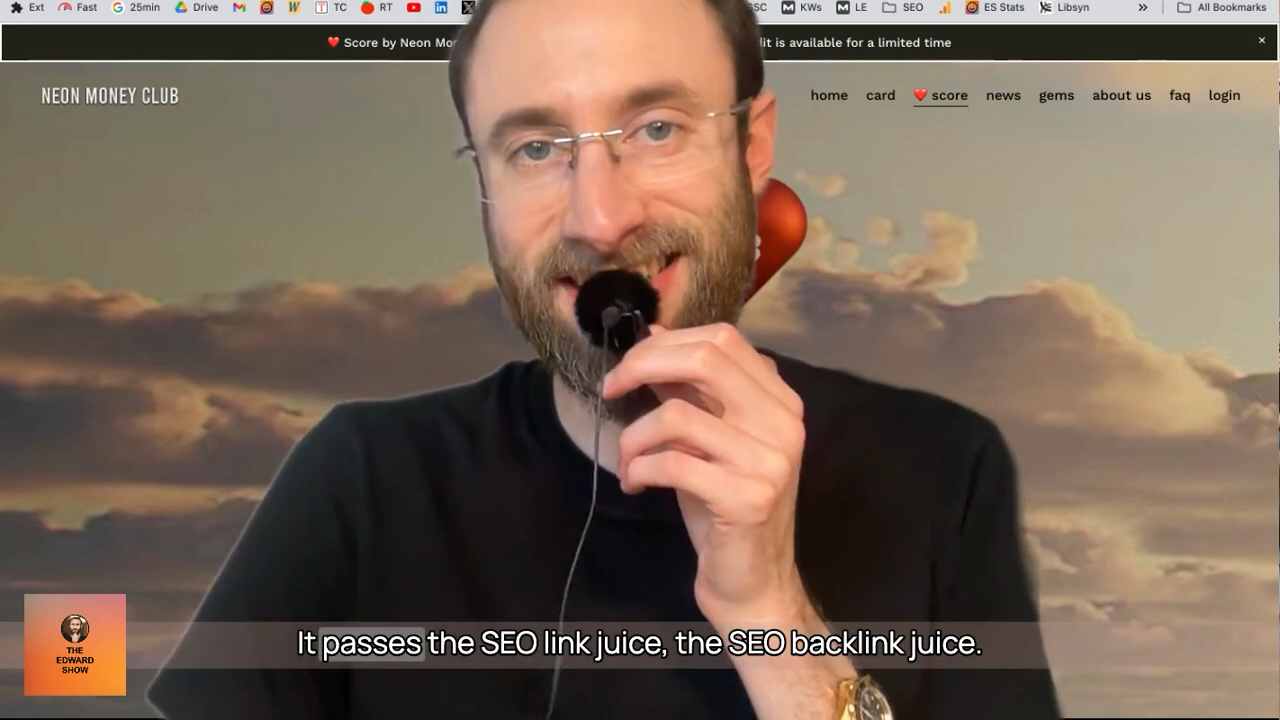 Ext Fast 25min Drive TC RT SC KWs LE SEO ES Stats Libsyn » All Bookmarks
❤️ Score by Neon Mo dit is available for a limited time ×
NEON MONEY CLUB home card ❤️ score news gems about us faq login
It passes the SEO link juice, the SEO backlink juice.
THE
EDWARD
SHOW